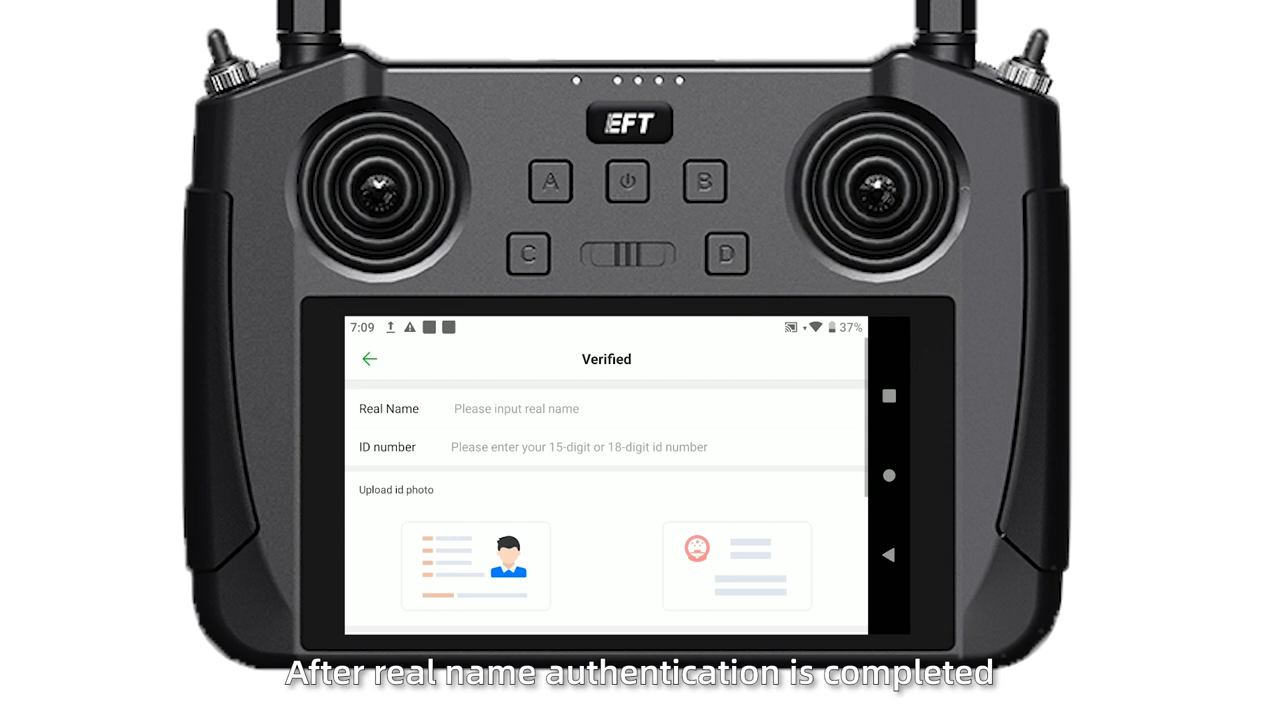 EFT
A
B
C
D
7:09
37%
Verified
Real Name Please input real name
ID number Please enter your 15-digit or 18-digit id number
Upload id photo
After real name authentication is completed